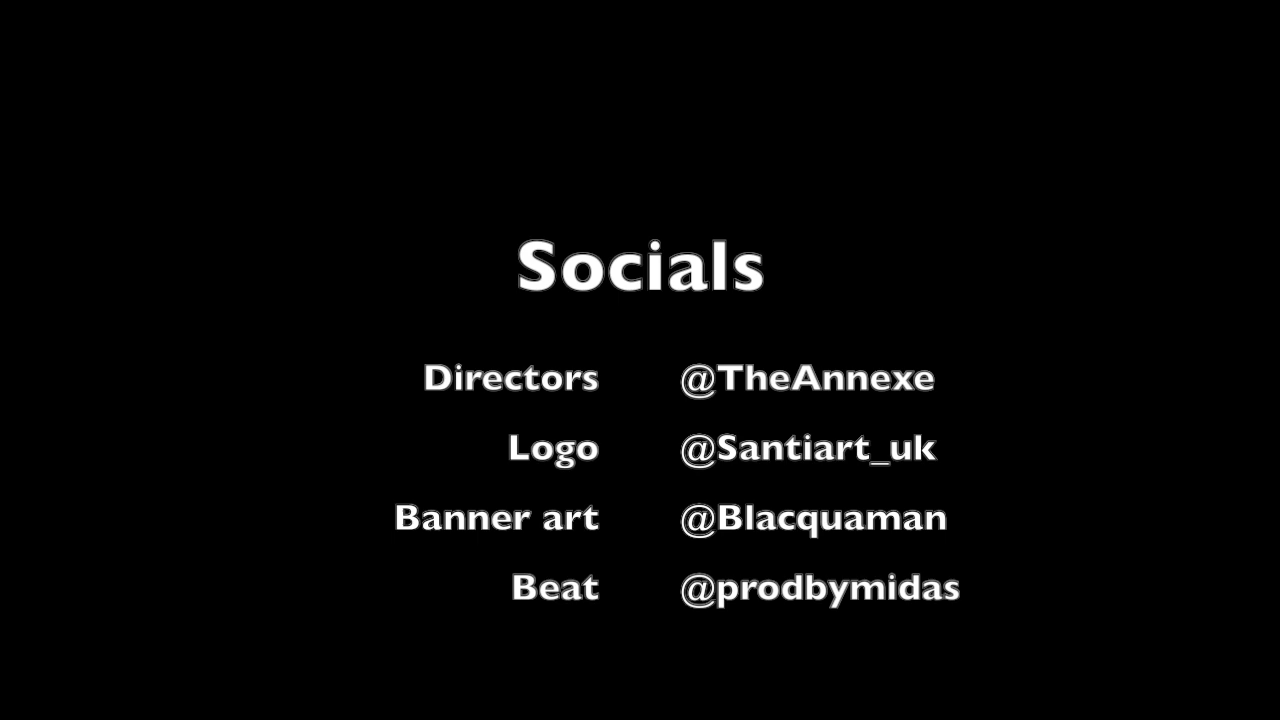 Socials
Directors @TheAnnexe
Logo @Santiart_uk
Banner art @Blacquaman
Beat @prodbymidas